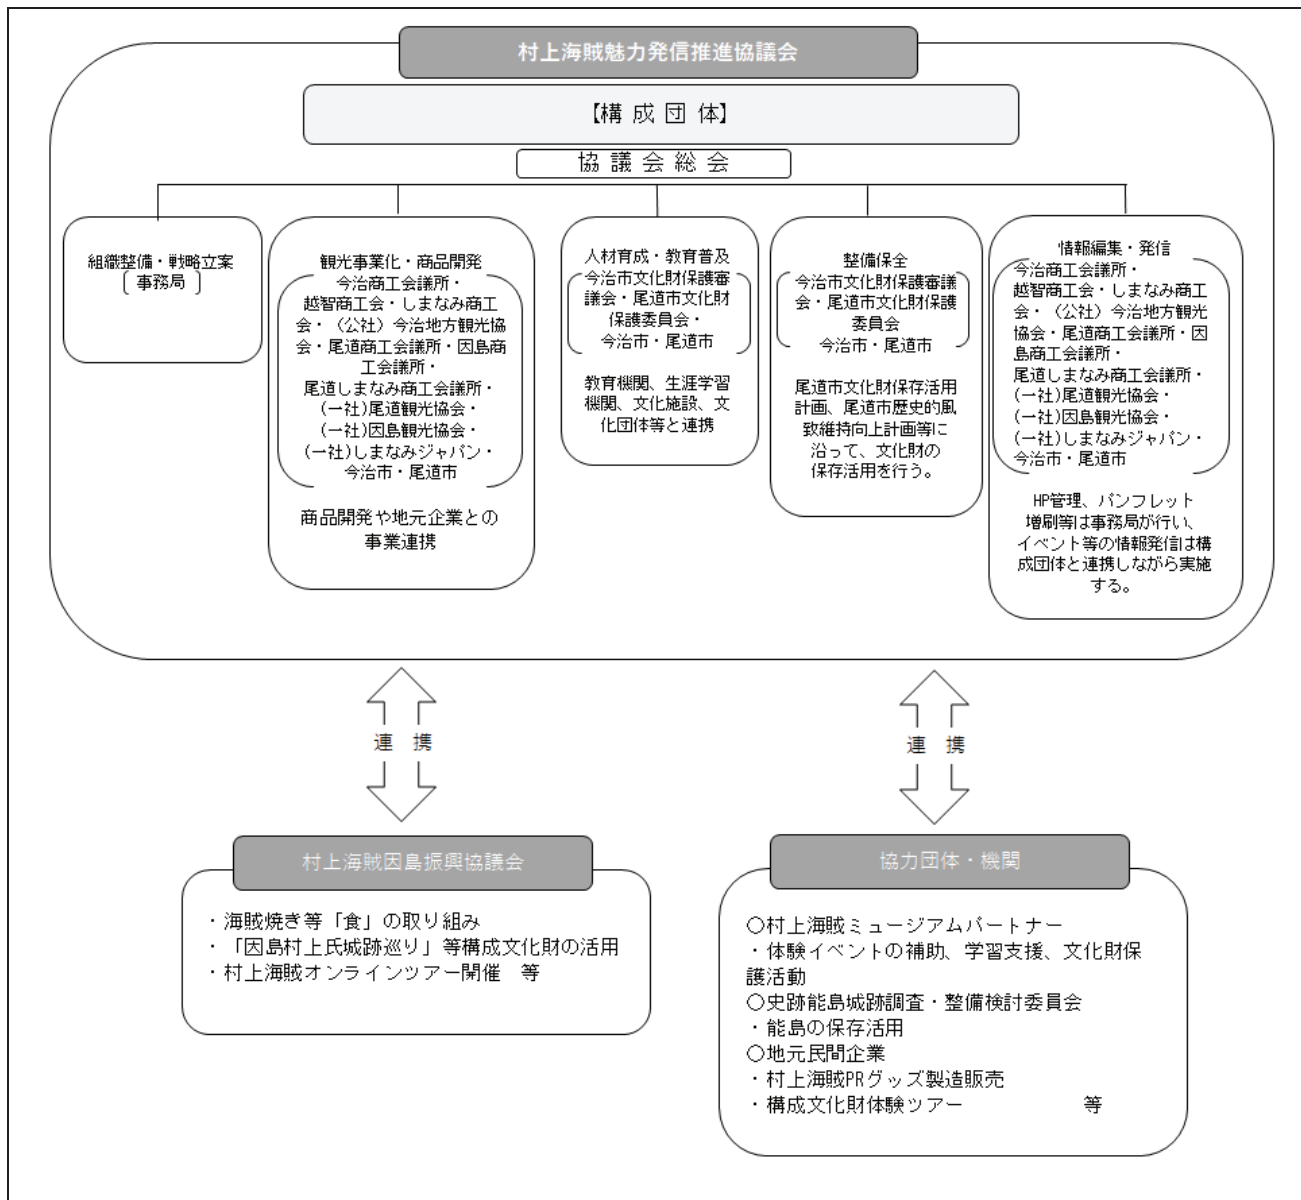 村上海賊魅力発信推進協議会
【構 成 団 体】
協 議 会 総 会
組織整備・戦略立案
〔 事務局 〕
観光事業化・商品開発
今治商工会議所・
越智商工会・しまなみ商工
会・（公社）今治地方観光協
会・尾道商工会議所・因島商
工会議所・
尾道しまなみ商工会議所・
(一社)尾道観光協会・
(一社)因島観光協会・
(一社)しまなみジャパン・
今治市・尾道市
商品開発や地元企業との
事業連携
人材育成・教育普及
今治市文化財保護審
議会・尾道市文化財
保護委員会・
今治市・尾道市
教育機関、生涯学習
機関、文化施設、文
化団体等と連携
整備保全
今治市文化財保護審議
会・尾道市文化財保護
委員会
今治市・尾道市
尾道市文化財保存活用
計画、尾道市歴史的風
致維持向上計画等に
沿って、文化財の
保存活用を行う。
情報編集・発信
今治商工会議所・
越智商工会・しまなみ商工
会・（公社）今治地方観光
協会・尾道商工会議所・因
島商工会議所・
尾道しまなみ商工会議所・
(一社)尾道観光協会・
(一社)因島観光協会・
(一社)しまなみジャパン・
今治市・尾道市
HP管理、パンフレット
増刷等は事務局が行い、
イベント等の情報発信は構
成団体と連携しながら実施
する。
連 携
連 携
村上海賊因島振興協議会
・海賊焼き等「食」の取り組み
・「因島村上氏城跡巡り」等構成文化財の活用
・村上海賊オンラインツアー開催　等
協力団体・機関
○村上海賊ミュージアムパートナー
・体験イベントの補助、学習支援、文化財保
護活動
○史跡能島城跡調査・整備検討委員会
・能島の保存活用
○地元民間企業
・村上海賊PRグッズ製造販売
・構成文化財体験ツアー　　　　　　等